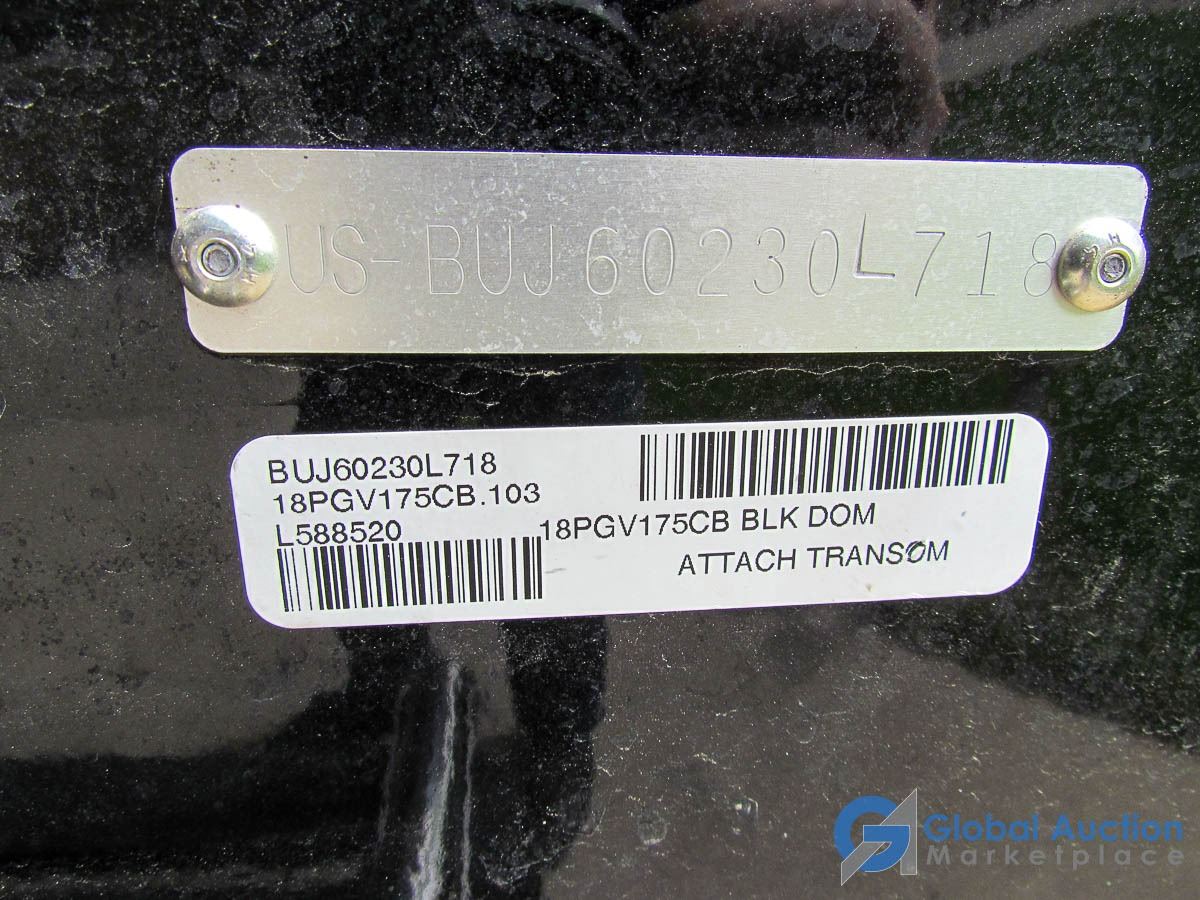 US-BUJ60230L718
BUJ60230L718
18PGV175CB.103
L588520
18PGV175CB BLK DOM
ATTACH TRANSOM
Global Auction
Marketplace